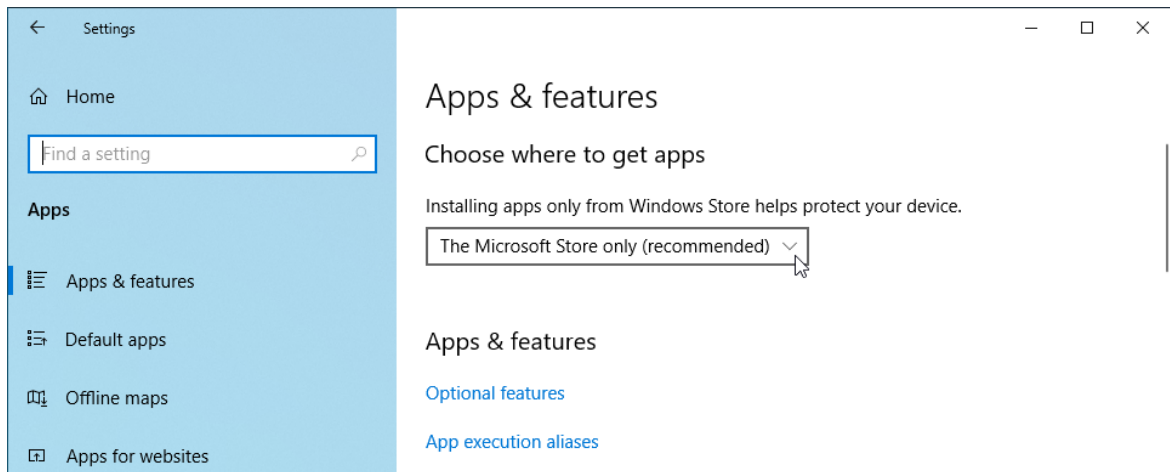 Settings
Home
Find a setting
Apps
Apps & features
Default apps
Offline maps
Apps for websites
Apps & features
Choose where to get apps
Installing apps only from Windows Store helps protect your device.
The Microsoft Store only (recommended)
Apps & features
Optional features
App execution aliases